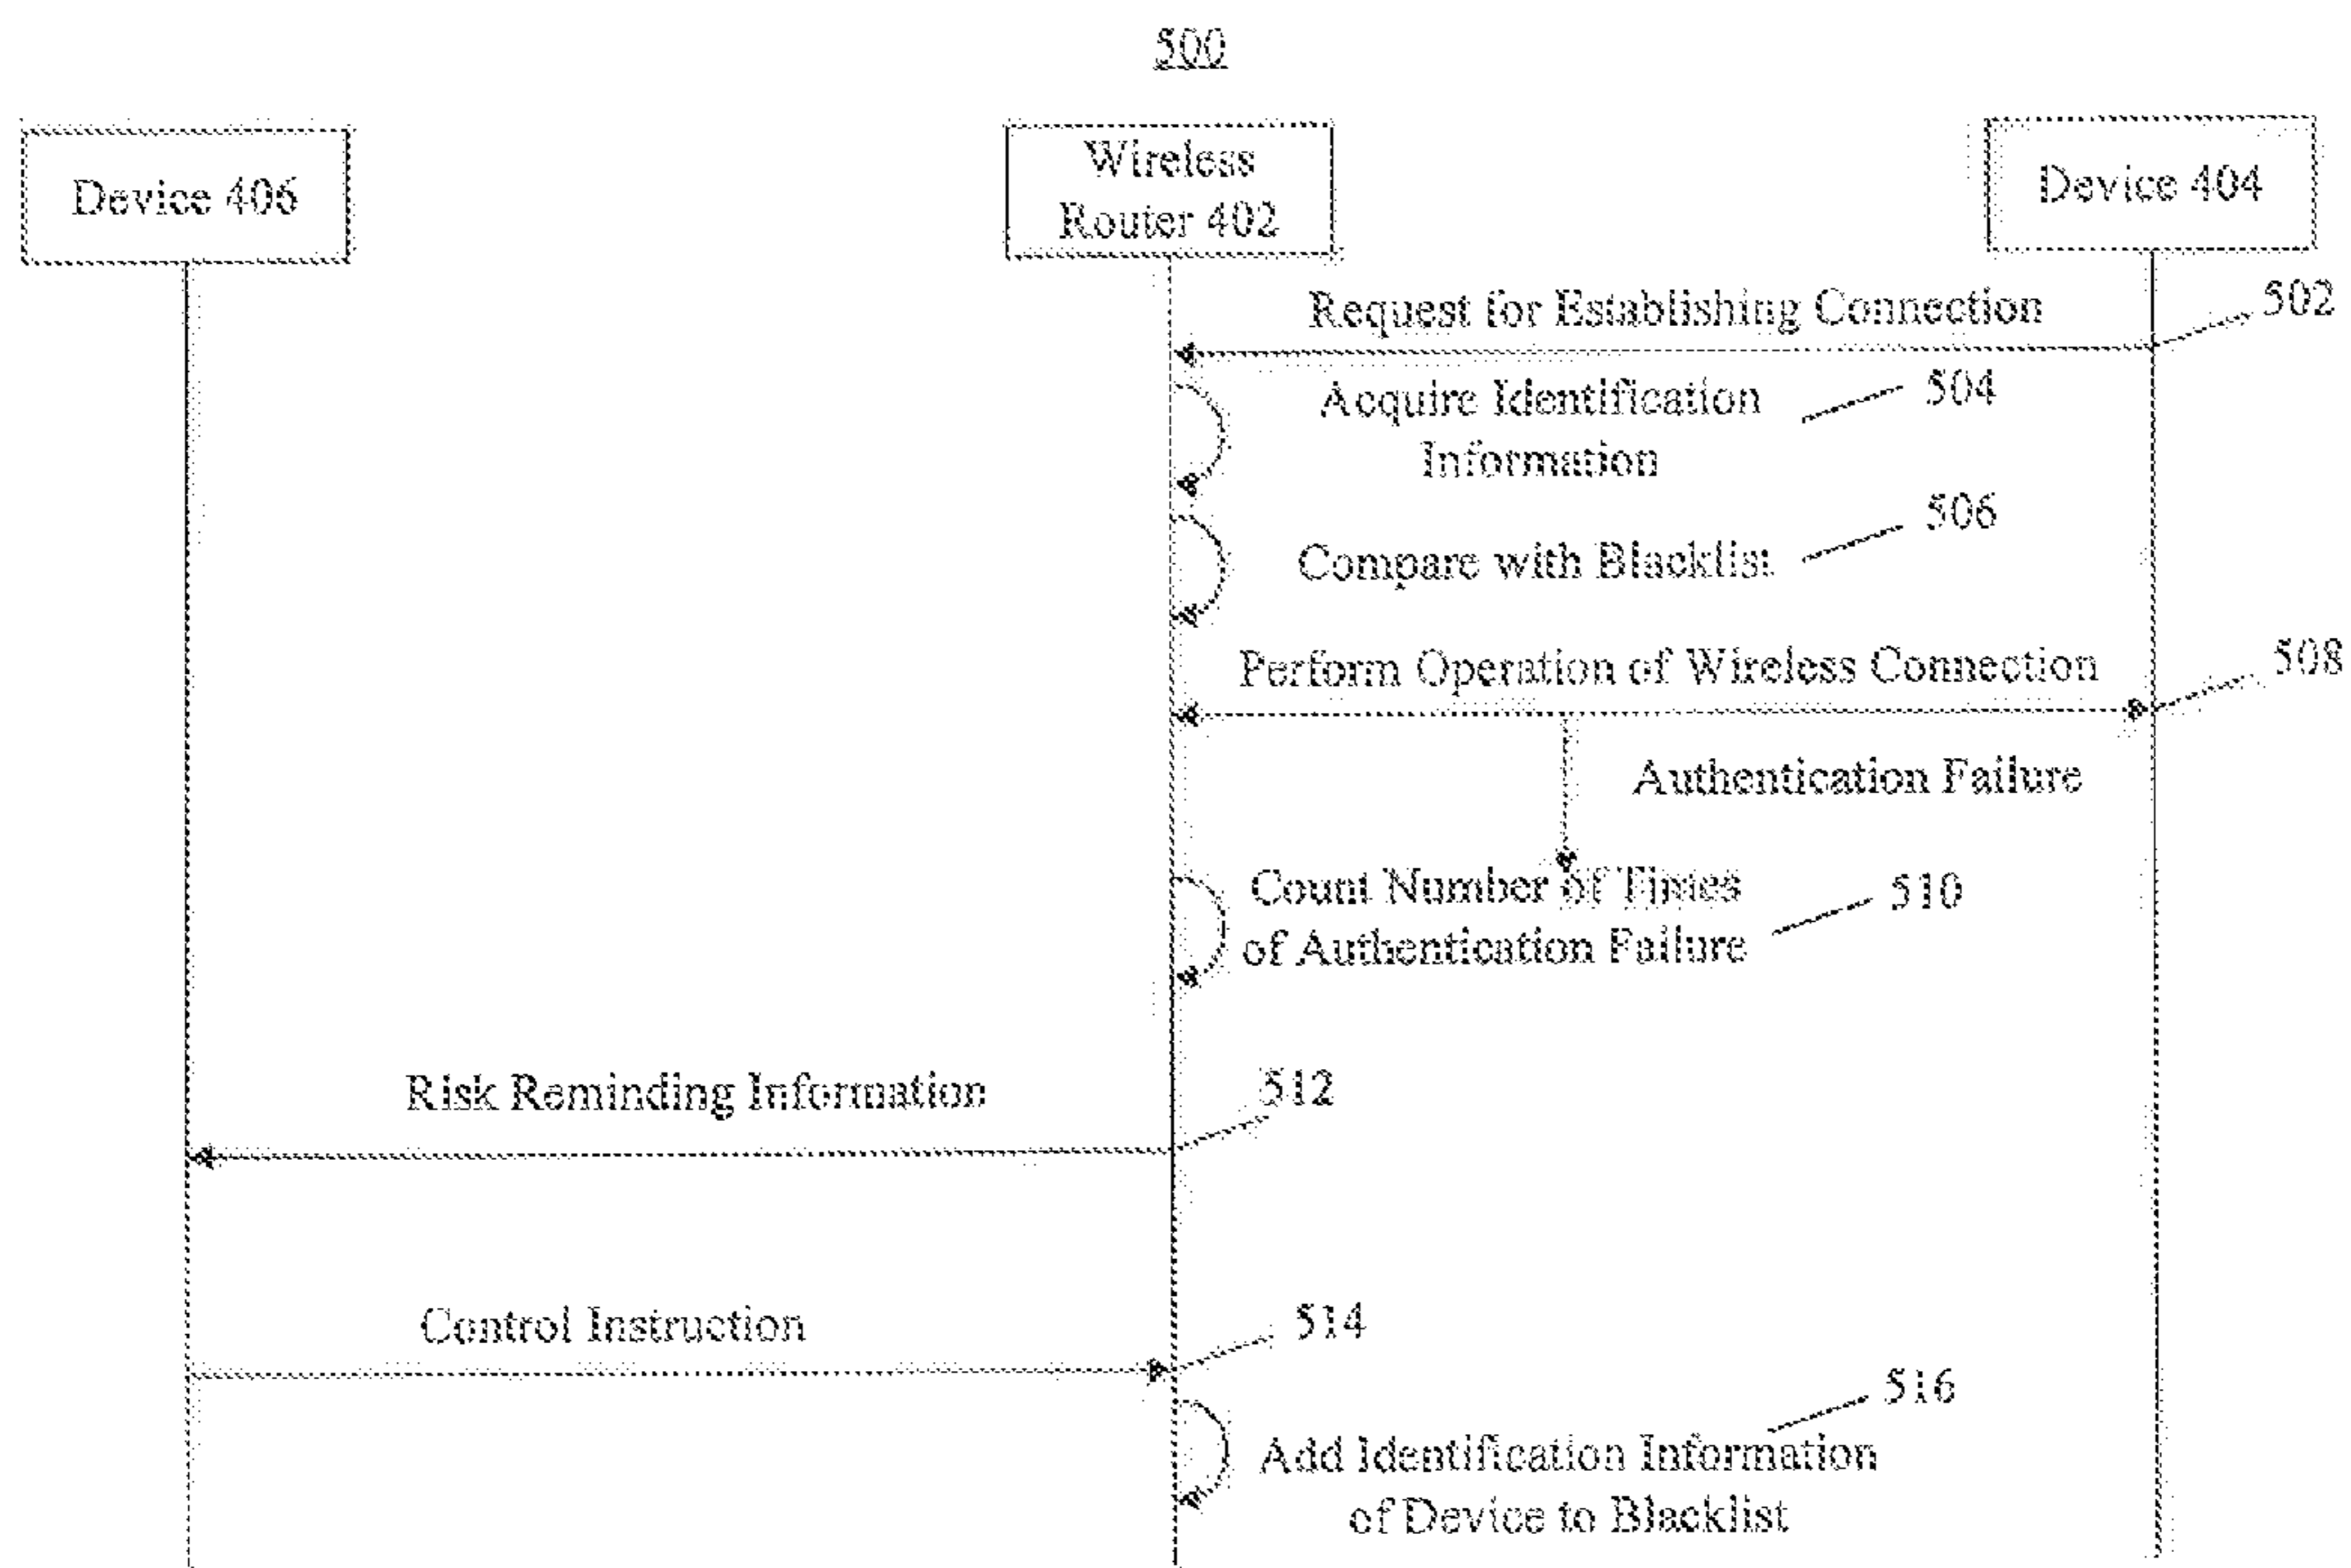 500
Device 406
Wireless
Router 402
Device 404
Request for Establishing Connection
502
Acquire Identification
Information
504
Compare with Blacklist
506
Perform Operation of Wireless Connection
508
Authentication Failure
Count Number of Times
of Authentication Failure
510
Risk Reminding Information
512
Control Instruction
514
516
Add Identification Information
of Device to Blacklist